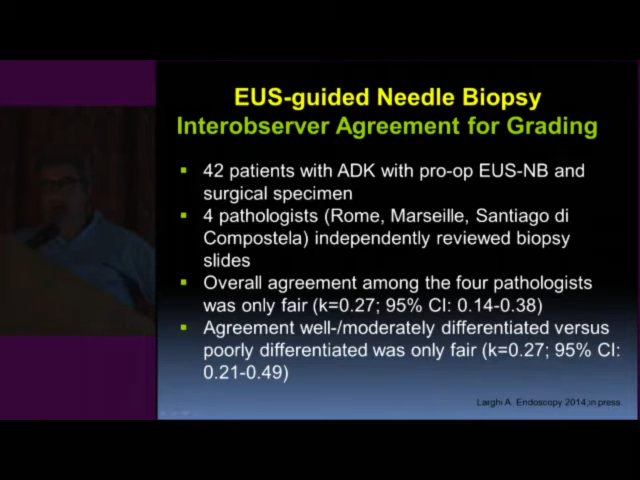 EUS-guided Needle Biopsy
Interobserver Agreement for Grading
▪ 42 patients with ADK with pro-op EUS-NB and
surgical specimen
▪ 4 pathologists (Rome, Marseille, Santiago di
Compostela) independently reviewed biopsy
slides
▪ Overall agreement among the four pathologists
was only fair (k=0.27; 95% CI: 0.14-0.38)
▪ Agreement well-/moderately differentiated versus
poorly differentiated was only fair (k=0.27; 95% CI:
0.21-0.49)
Larghi A. Endoscopy 2014,in press